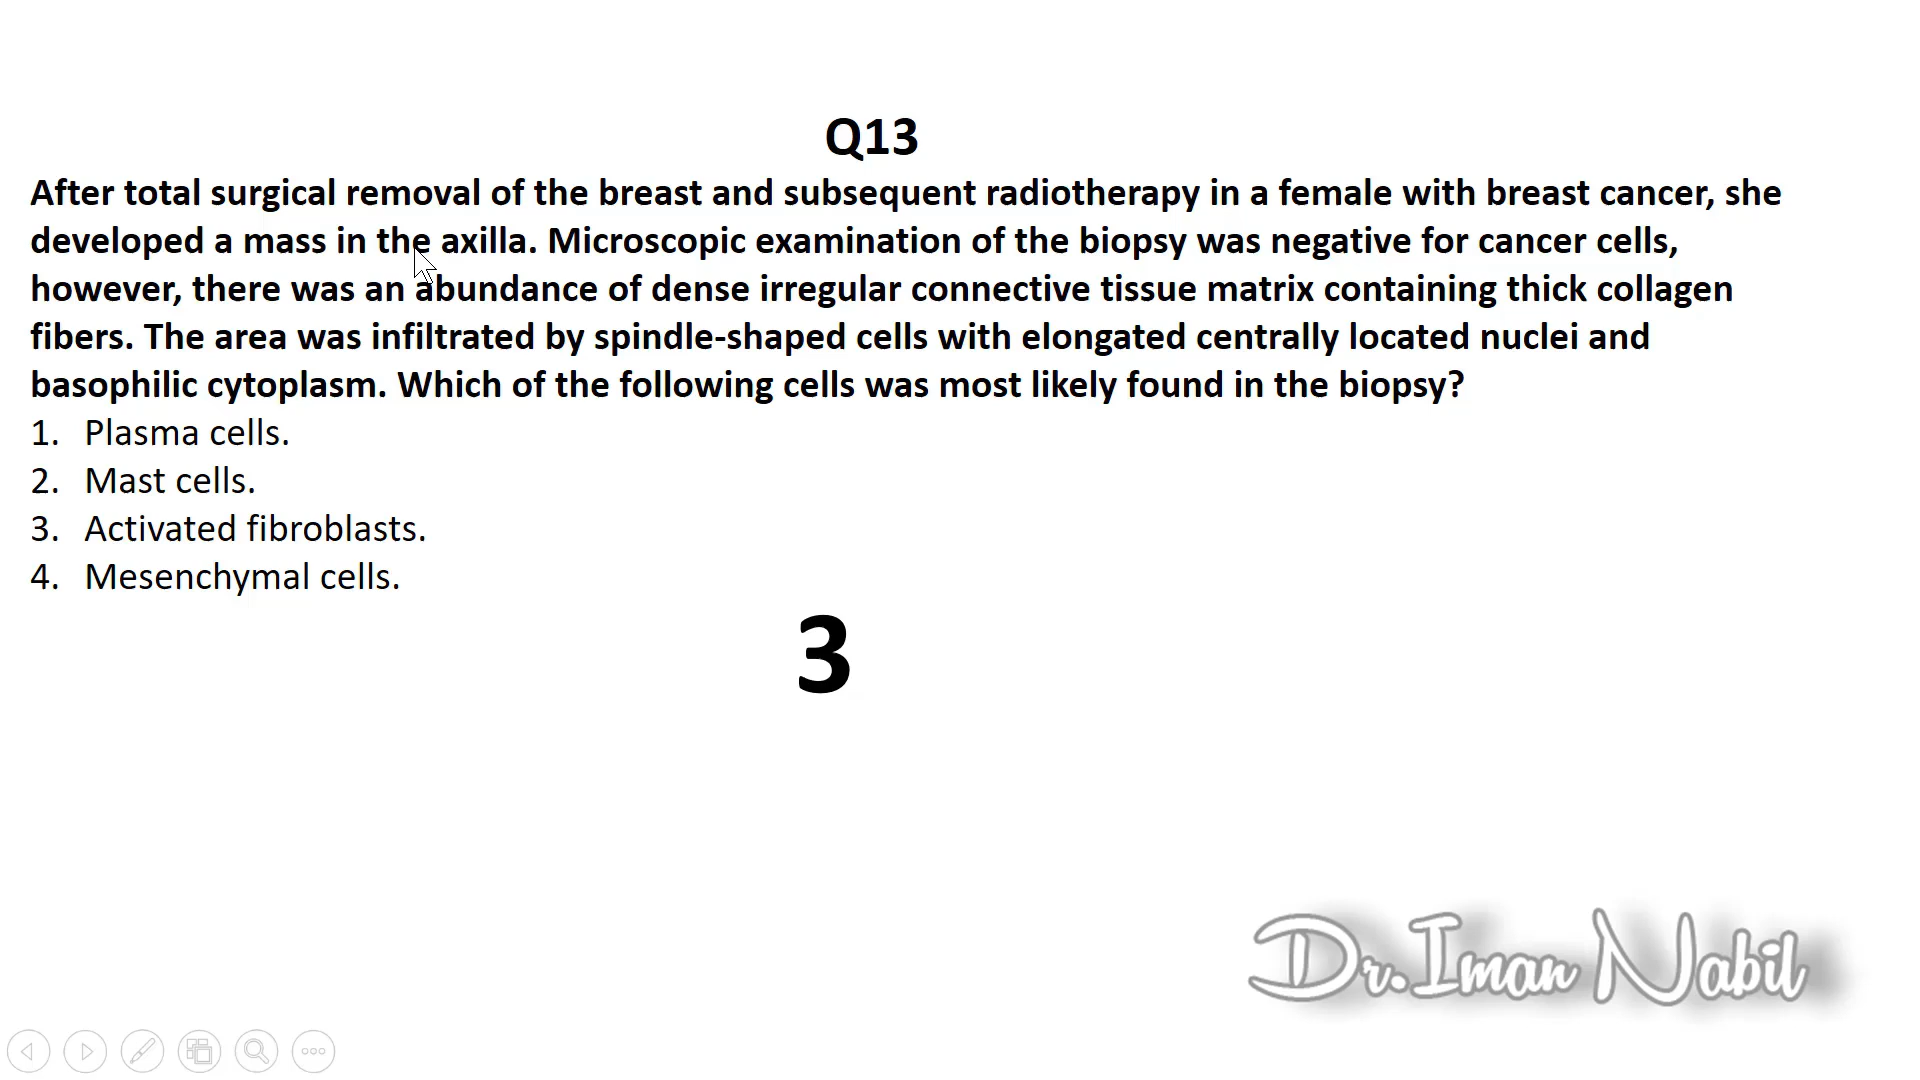 Q13
After total surgical removal of the breast and subsequent radiotherapy in a female with breast cancer, she
developed a mass in the axilla. Microscopic examination of the biopsy was negative for cancer cells,
however, there was an abundance of dense irregular connective tissue matrix containing thick collagen
fibers. The area was infiltrated by spindle-shaped cells with elongated centrally located nuclei and
basophilic cytoplasm. Which of the following cells was most likely found in the biopsy?
1. Plasma cells.
2. Mast cells.
3. Activated fibroblasts.
4. Mesenchymal cells.
3
Dr. Iman Nabil